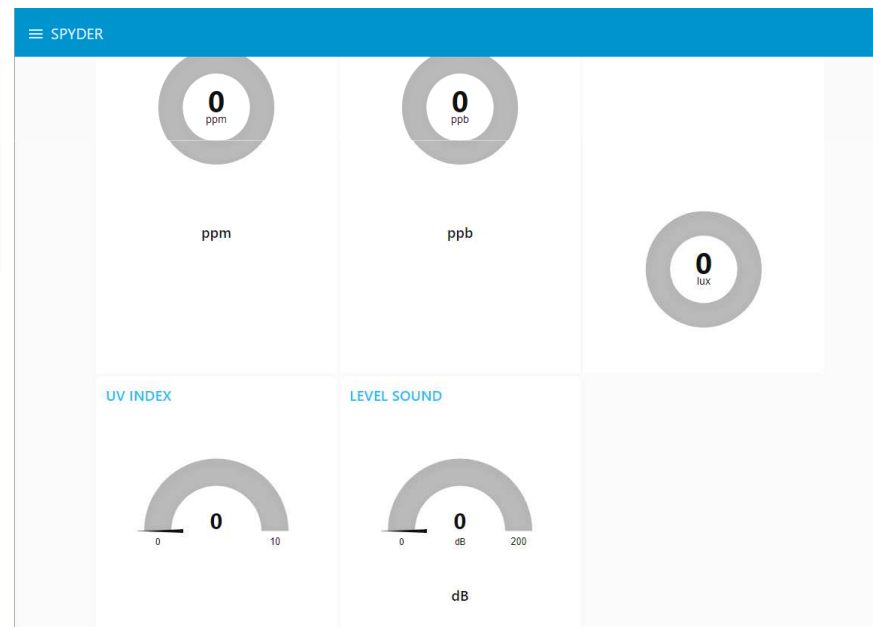 SPYDER
0
ppm
ppm
0
ppb
ppb
0
lux
UV INDEX
0
0 10
LEVEL SOUND
0
0 dB 200
dB